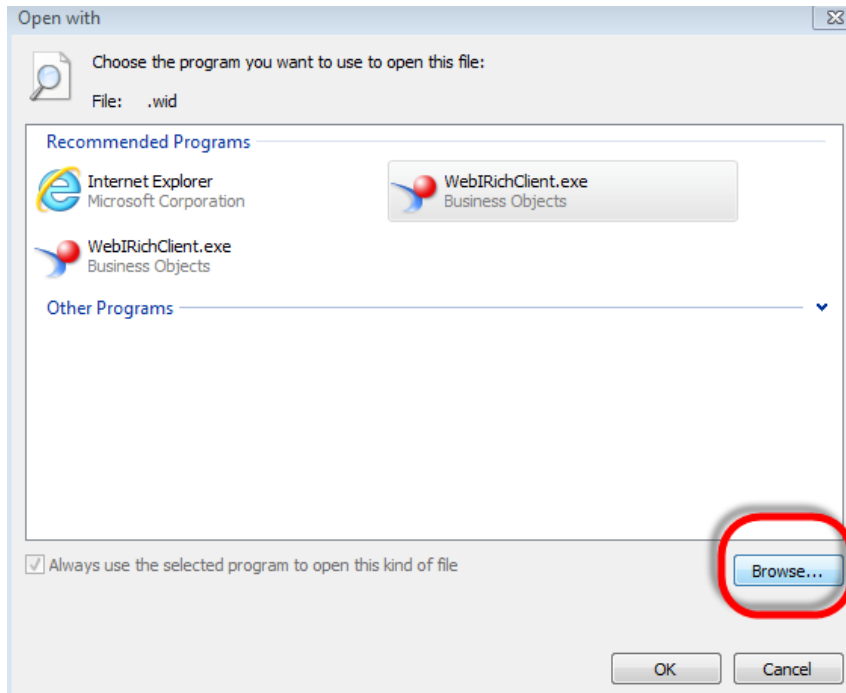 Open with
Choose the program you want to use to open this file:
File: .wid
Recommended Programs
Internet Explorer
Microsoft Corporation
WebIRichClient.exe
Business Objects
WebIRichClient.exe
Business Objects
Other Programs
Always use the selected program to open this kind of file
Browse...
OK
Cancel